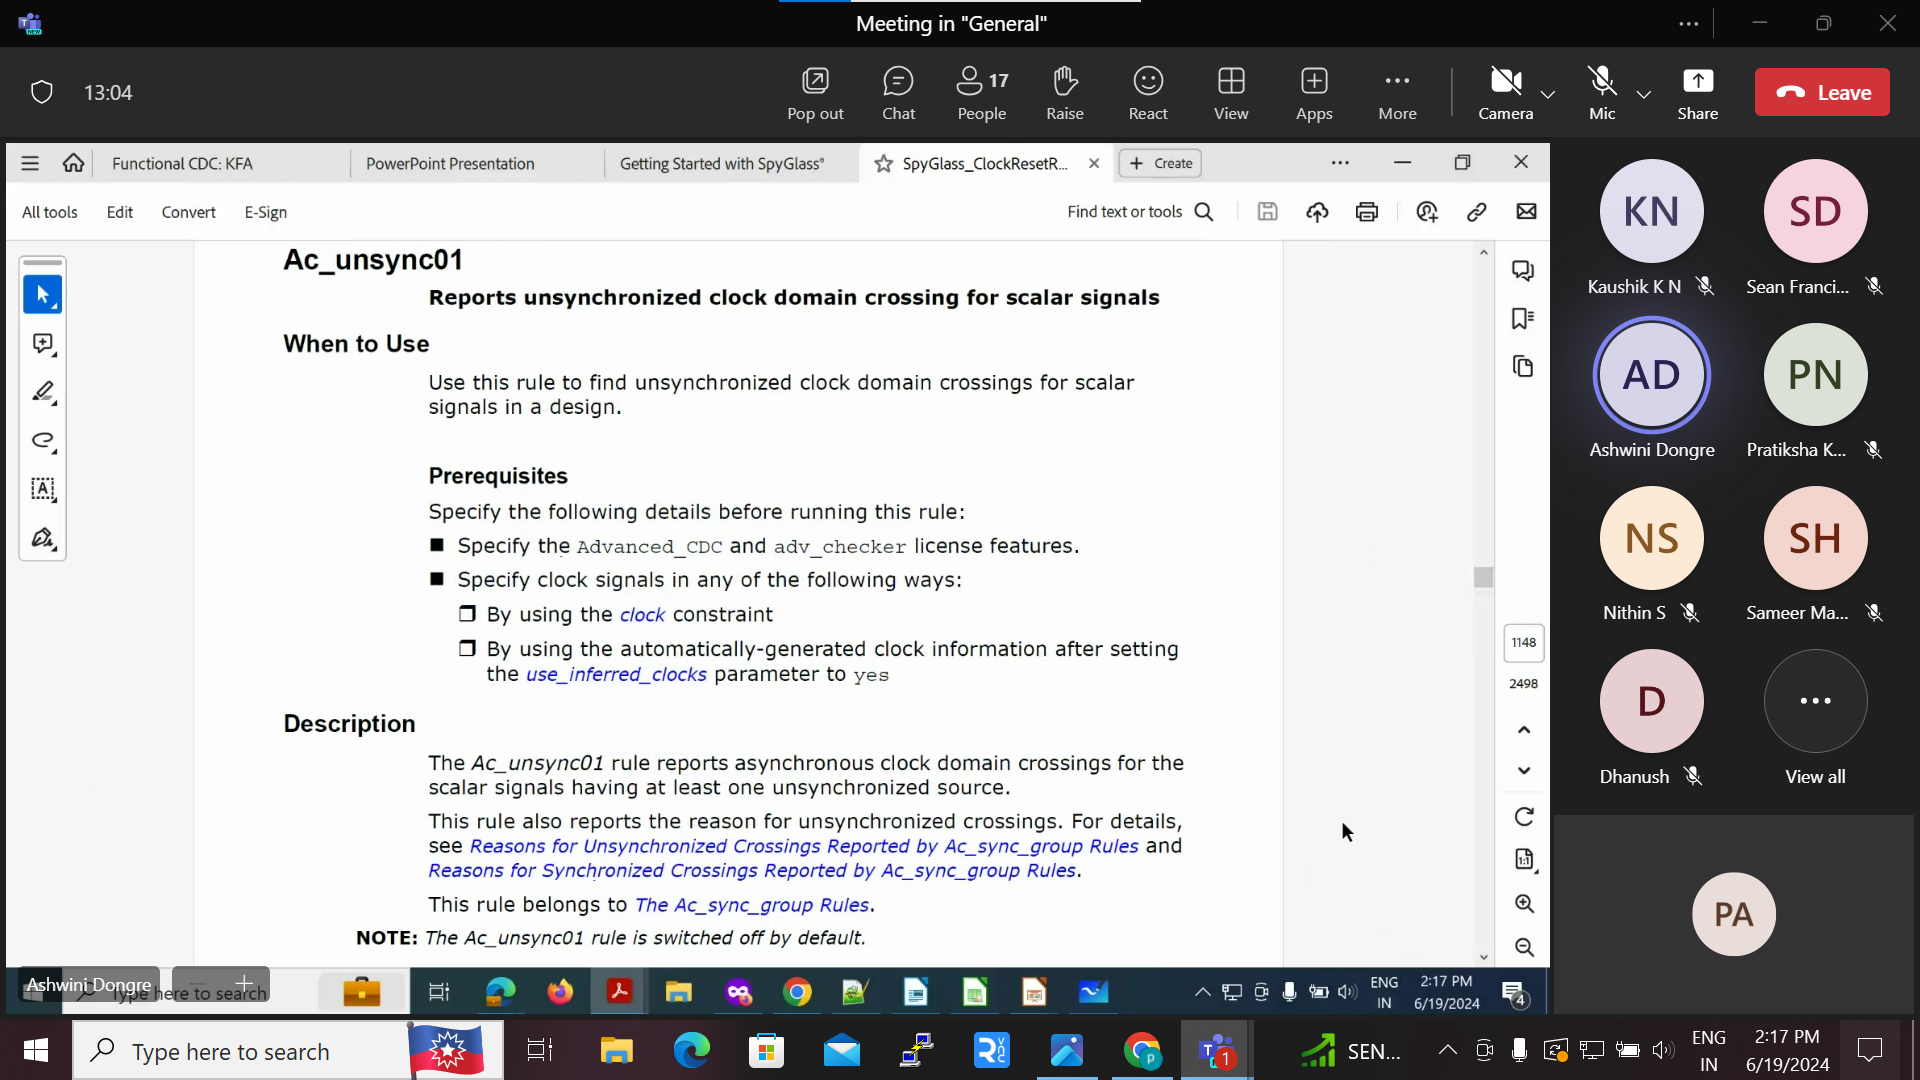 Meeting in "General"
13:04
Pop out
Chat
17
People
Raise
React
View
Apps
More
Camera
Mic
Share
Leave
Functional CDC: KFA
PowerPoint Presentation
Getting Started with SpyGlass®
SpyGlass_ClockResetR...
Create
All tools
Edit
Convert
E-Sign
Find text or tools
Ac_unsync01
Reports unsynchronized clock domain crossing for scalar signals
When to Use
Use this rule to find unsynchronized clock domain crossings for scalar
signals in a design.
Prerequisites
Specify the following details before running this rule:
■ Specify the Advanced_CDC and adv_checker license features.
■ Specify clock signals in any of the following ways:
❒ By using the clock constraint
❒ By using the automatically-generated clock information after setting
the use_inferred_clocks parameter to yes
Description
The Ac_unsync01 rule reports asynchronous clock domain crossings for the
scalar signals having at least one unsynchronized source.
This rule also reports the reason for unsynchronized crossings. For details,
see Reasons for Unsynchronized Crossings Reported by Ac_sync_group Rules and
Reasons for Synchronized Crossings Reported by Ac_sync_group Rules.
This rule belongs to The Ac_sync_group Rules.
NOTE: The Ac_unsync01 rule is switched off by default.
1148
2498
1:1
KN
Kaushik K N
SD
Sean Franci...
AD
Ashwini Dongre
PN
Pratiksha K...
NS
Nithin S
SH
Sameer Ma...
D
Dhanush
View all
PA
Ashwini Dongre
Type here to search
ENG
IN
2:17 PM
6/19/2024
4
Type here to search
1
SEN...
ENG
IN
2:17 PM
6/19/2024